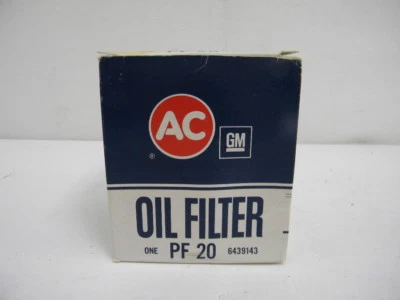 AC GM
®
OIL FILTER
ONE PF 20 6439143